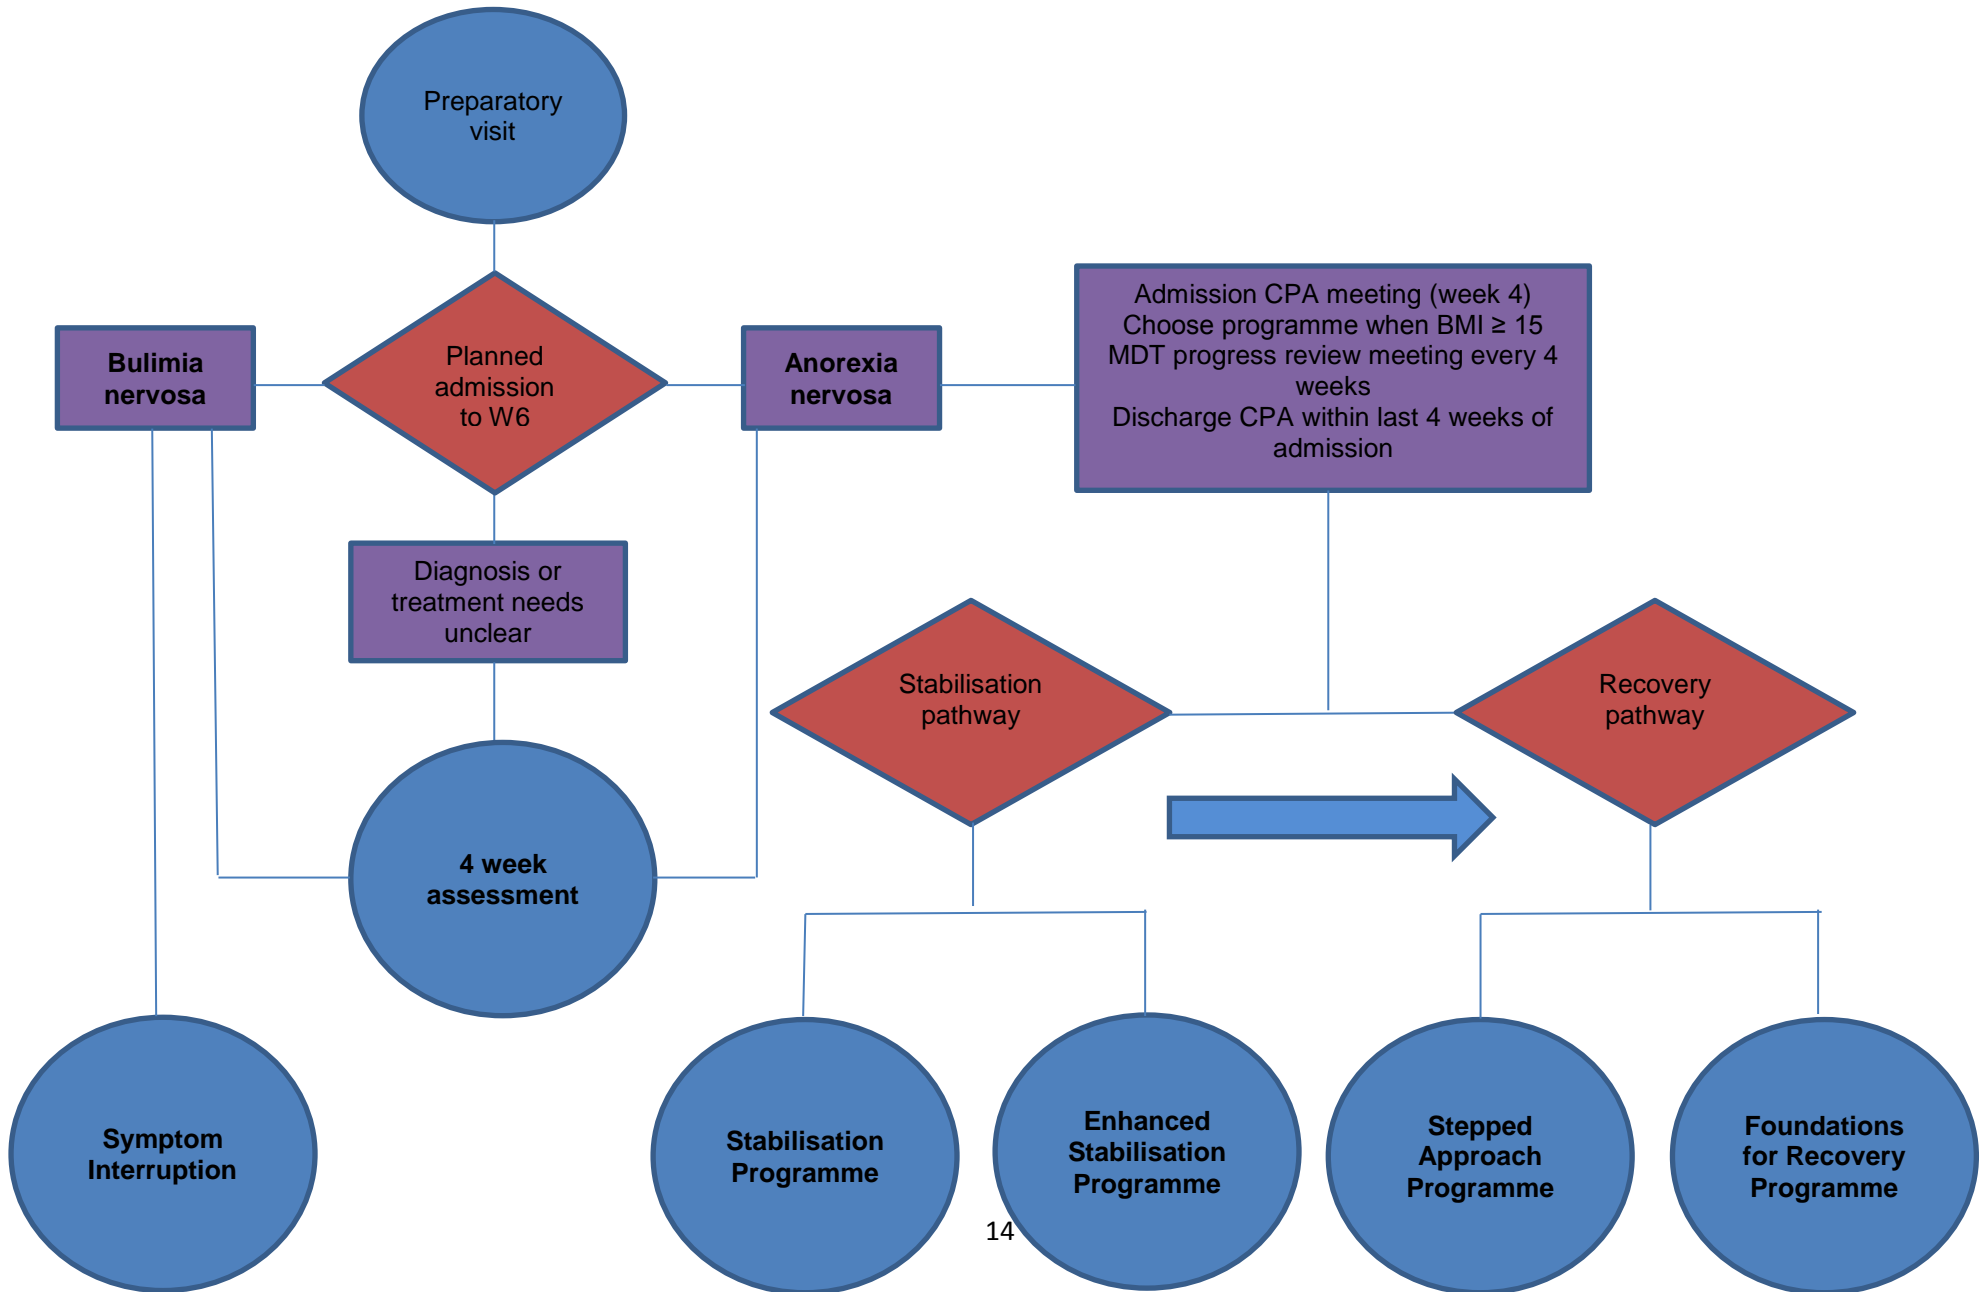 Preparatory
visit
Admission CPA meeting (week 4)
Choose programme when BMI ≥ 15
MDT progress review meeting every 4
weeks
Discharge CPA within last 4 weeks of
admission
Bulimia
nervosa
Planned
admission
to W6
Anorexia
nervosa
Diagnosis or
treatment needs
unclear
Stabilisation
pathway
Recovery
pathway
4 week
assessment
Symptom
Interruption
Stabilisation
Programme
Enhanced
Stabilisation
Programme
Stepped
Approach
Programme
Foundations
for Recovery
Programme
14